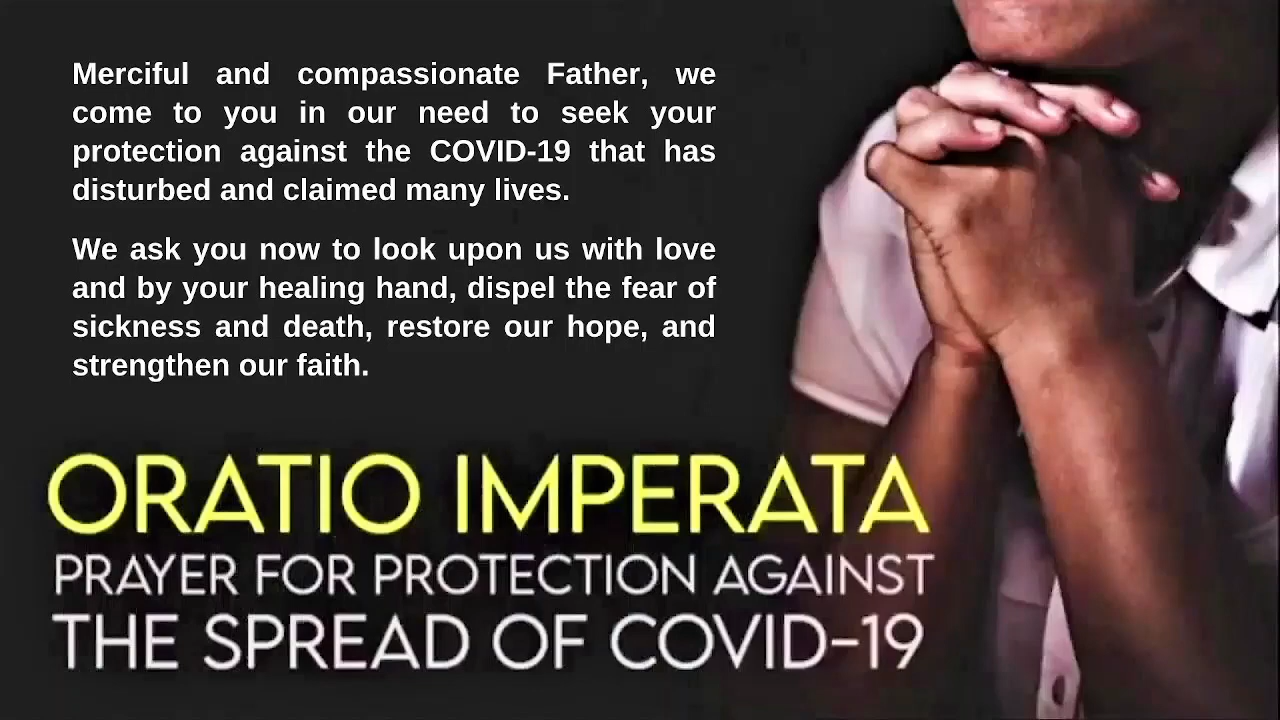 Merciful and compassionate Father, we
come to you in our need to seek your
protection against the COVID-19 that has
disturbed and claimed many lives.
We ask you now to look upon us with love
and by your healing hand, dispel the fear of
sickness and death, restore our hope, and
strengthen our faith.
ORATIO IMPERATA
PRAYER FOR PROTECTION AGAINST
THE SPREAD OF COVID-19